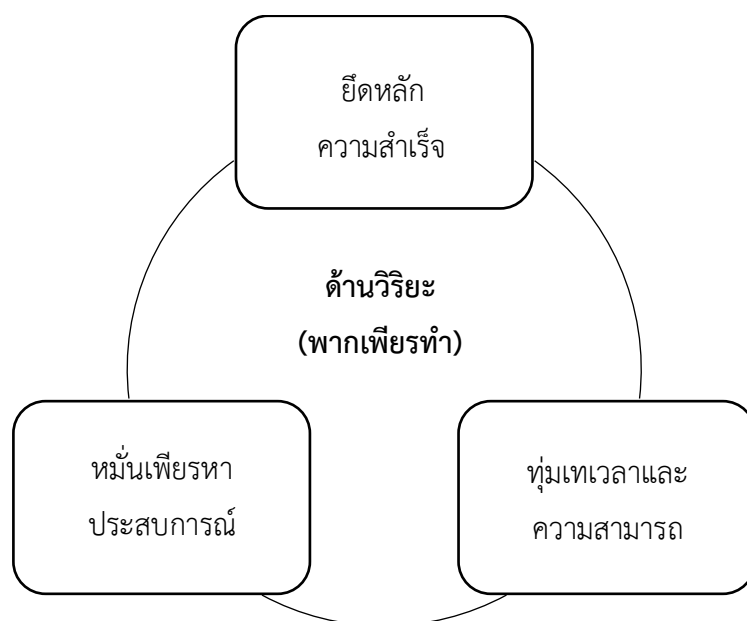 ยึดหลัก
ความสำเร็จ
ด้านวิริยะ
(พากเพียรทำ)
หมั่นเพียรหา
ประสบการณ์
ทุ่มเทเวลาและ
ความสามารถ